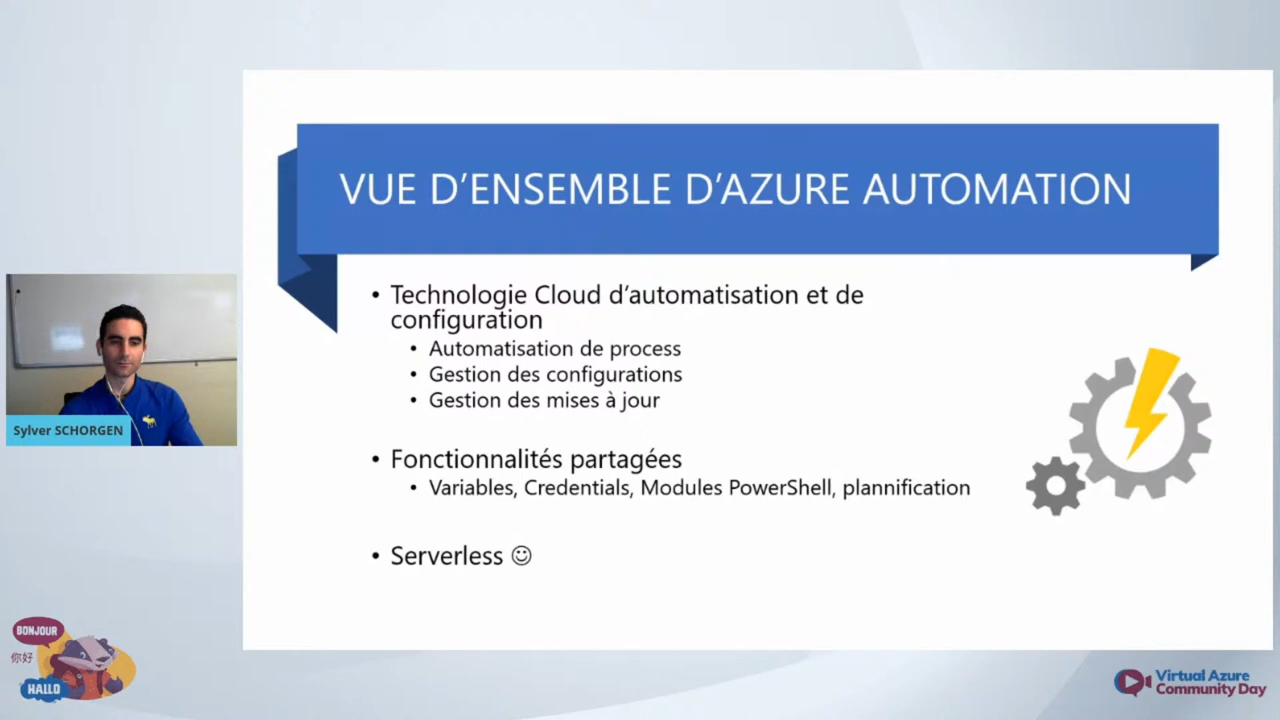 VUE D’ENSEMBLE D’AZURE AUTOMATION
• Technologie Cloud d’automatisation et de
configuration
• Automatisation de process
• Gestion des configurations
• Gestion des mises à jour
• Fonctionnalités partagées
• Variables, Credentials, Modules PowerShell, plannification
• Serverless ☺
Sylver SCHORGEN
BONJOUR
你好
HALLO
Virtual Azure
Community Day